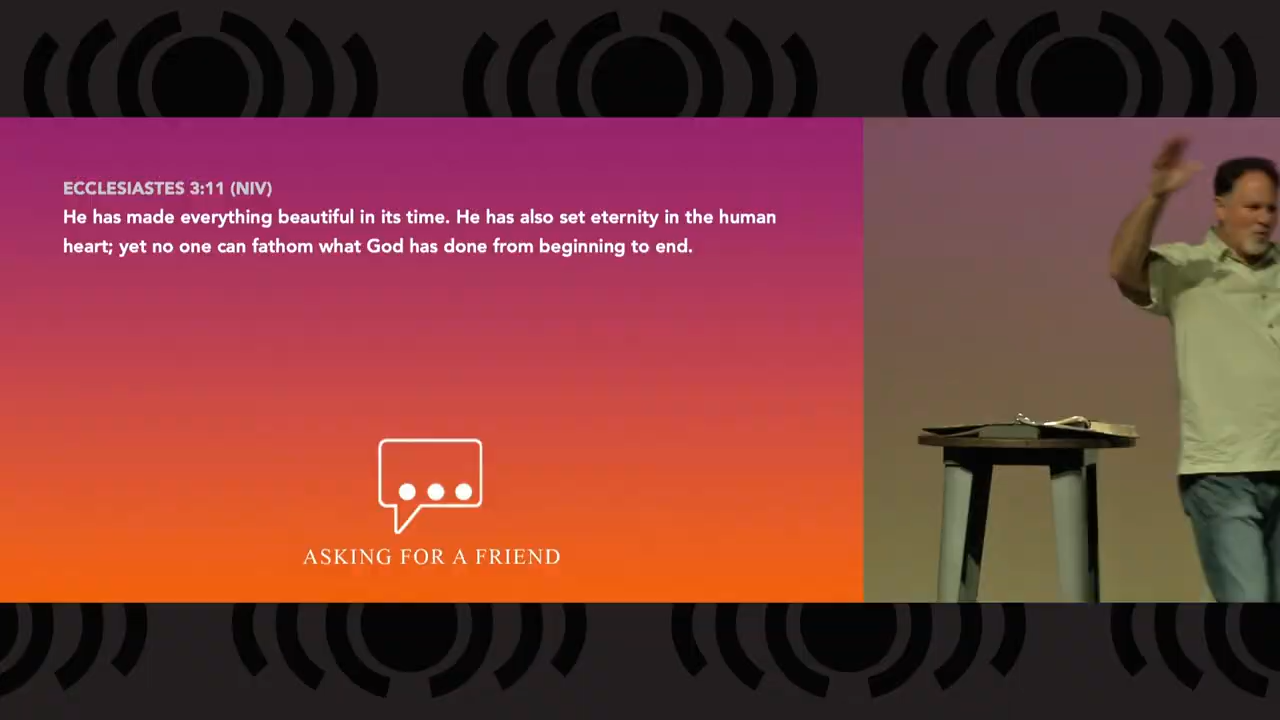 ECCLESIASTES 3:11 (NIV)
He has made everything beautiful in its time. He has also set eternity in the human
heart; yet no one can fathom what God has done from beginning to end.
ASKING FOR A FRIEND